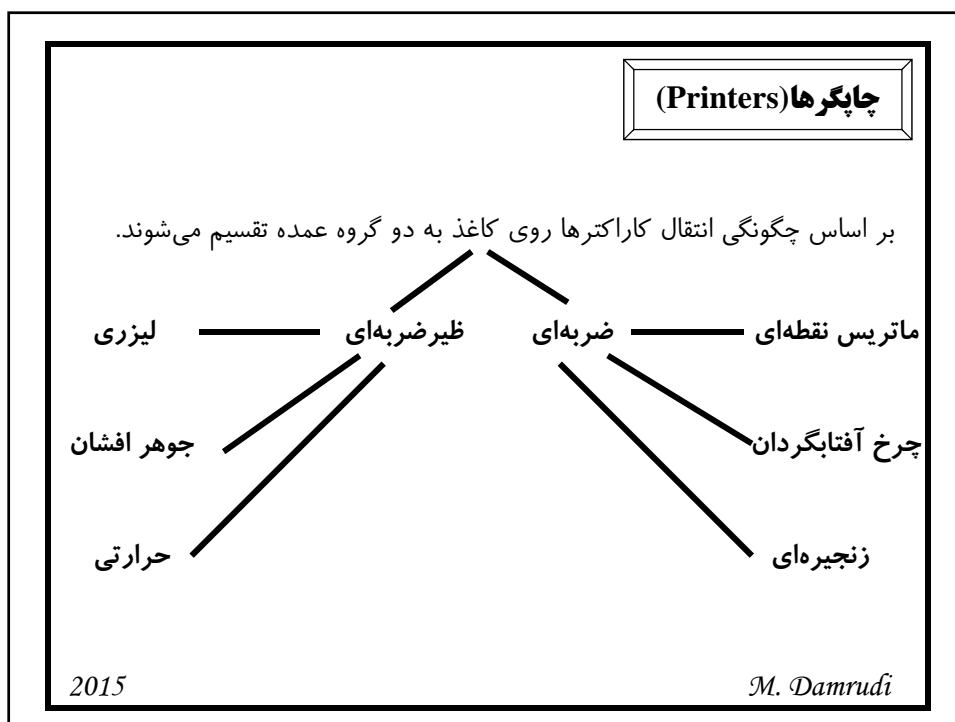 چاپگرها(Printers)
بر اساس چگونگی انتقال کاراکترها روی کاغذ به دو گروه عمده تقسیم می‌شوند.
ماتریس نقطه‌ای ضربه‌ای ظیرضربه‌ای لیزری
چرخ آفتابگردان جوهر افشان
زنجیره‌ای حرارتی
2015 M. Damrudi